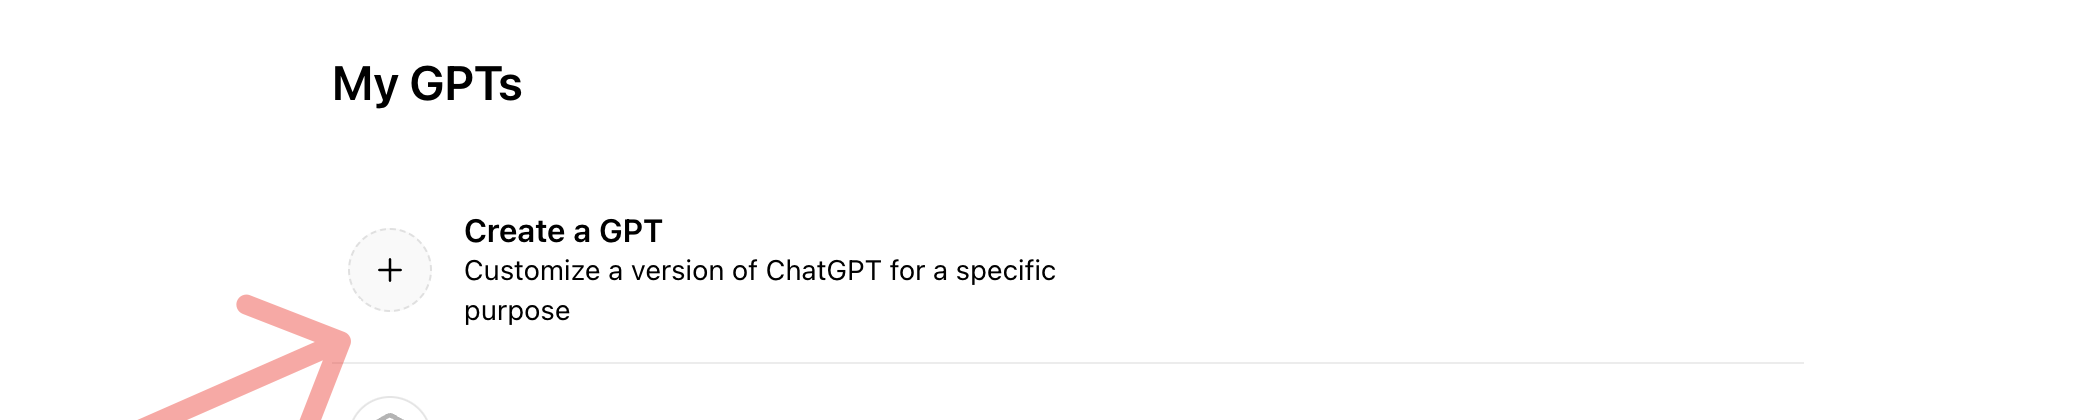 My GPTs
Create a GPT
Customize a version of ChatGPT for a specific
purpose